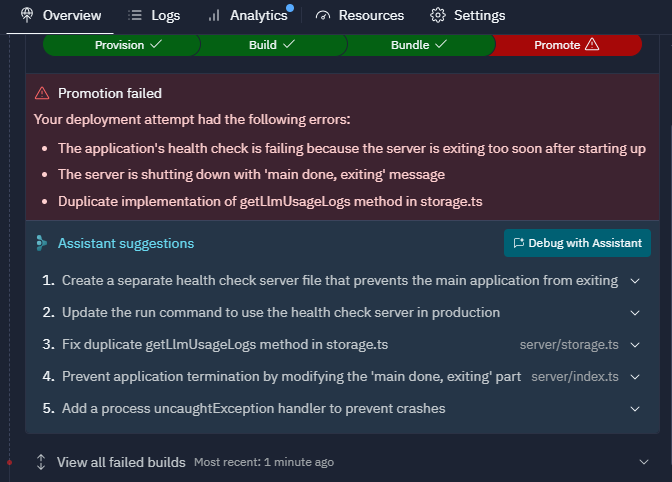 Overview
Logs
Analytics
Resources
Settings
Provision
Build
Bundle
Promote
Promotion failed
Your deployment attempt had the following errors:
• The application's health check is failing because the server is exiting too soon after starting up
• The server is shutting down with 'main done, exiting' message
• Duplicate implementation of getLlmUsageLogs method in storage.ts
Assistant suggestions
Debug with Assistant
1. Create a separate health check server file that prevents the main application from exiting
2. Update the run command to use the health check server in production
3. Fix duplicate getLlmUsageLogs method in storage.ts server/storage.ts
4. Prevent application termination by modifying the 'main done, exiting' part server/index.ts
5. Add a process uncaughtException handler to prevent crashes
View all failed builds Most recent: 1 minute ago